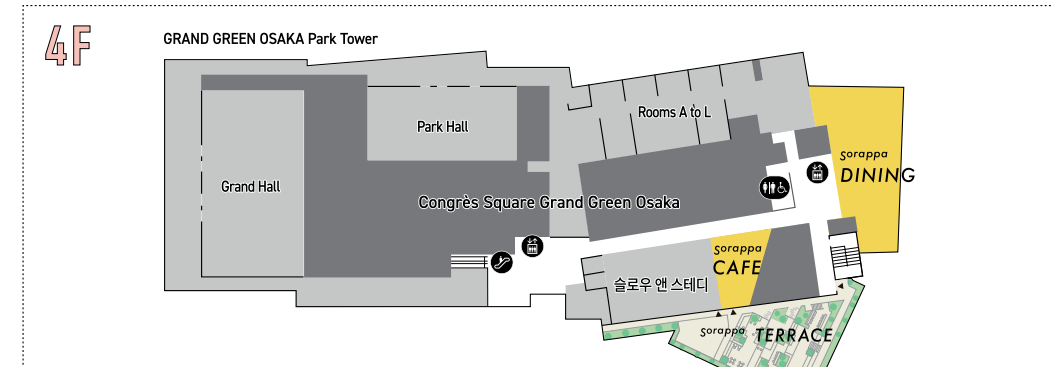 4F
GRAND GREEN OSAKA Park Tower
Rooms A to L
Park Hall
sorappa
DINING
Grand Hall
Congrès Square Grand Green Osaka
sorappa
CAFE
슬로우 앤 스테디
sorappa TERRACE